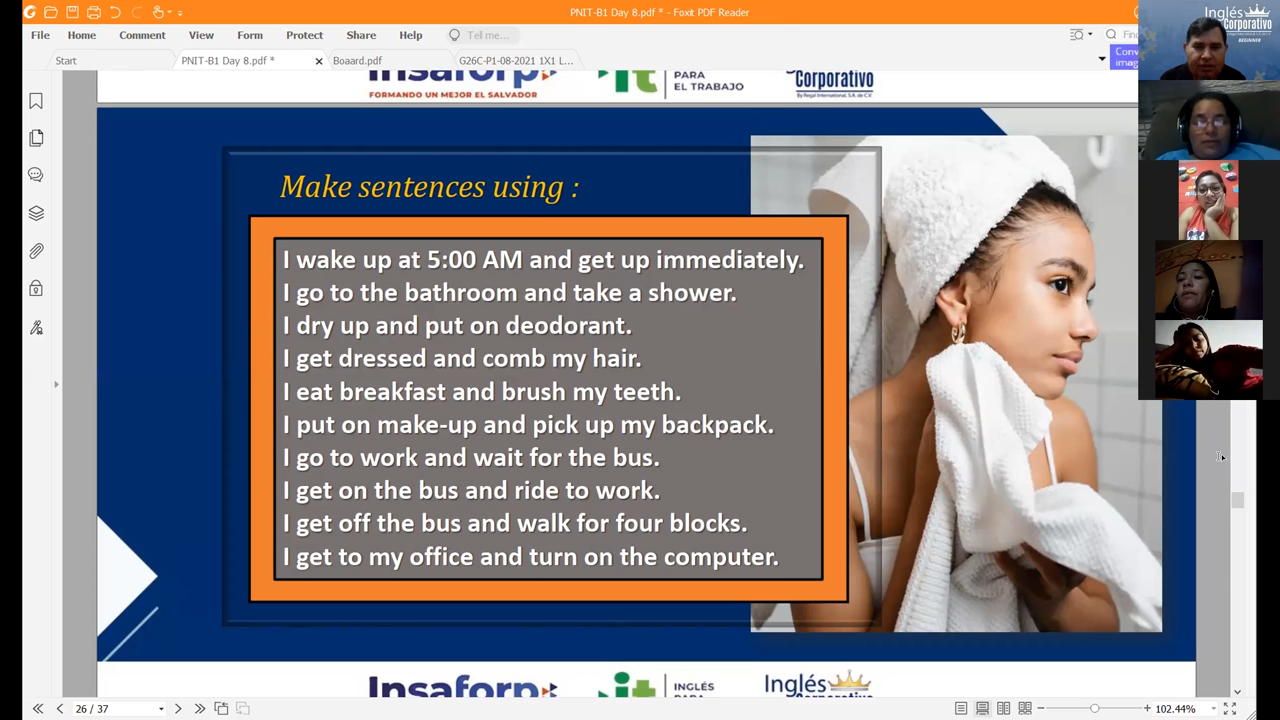 PNIT-B1 Day 8.pdf * - Foxit PDF Reader
File Home Comment View Form Protect Share Help Tell me... Find
Start PNIT-B1 Day 8.pdf * Boaard.pdf G26C-P1-08-2021 1X1 L...
Conv
imag
Inglés
Corporativo
BEGINNER
Insaforp
FORMANDO UN MEJOR EL SALVADOR
it
PARA
EL TRABAJO
Corporativo
By Regal International, S.A. de C.V.
Make sentences using :
I wake up at 5:00 AM and get up immediately.
I go to the bathroom and take a shower.
I dry up and put on deodorant.
I get dressed and comb my hair.
I eat breakfast and brush my teeth.
I put on make-up and pick up my backpack.
I go to work and wait for the bus.
I get on the bus and ride to work.
I get off the bus and walk for four blocks.
I get to my office and turn on the computer.
Insaforp
it
INGLÉS
PARA
Inglés
Corporativo
26 / 37
102.44%